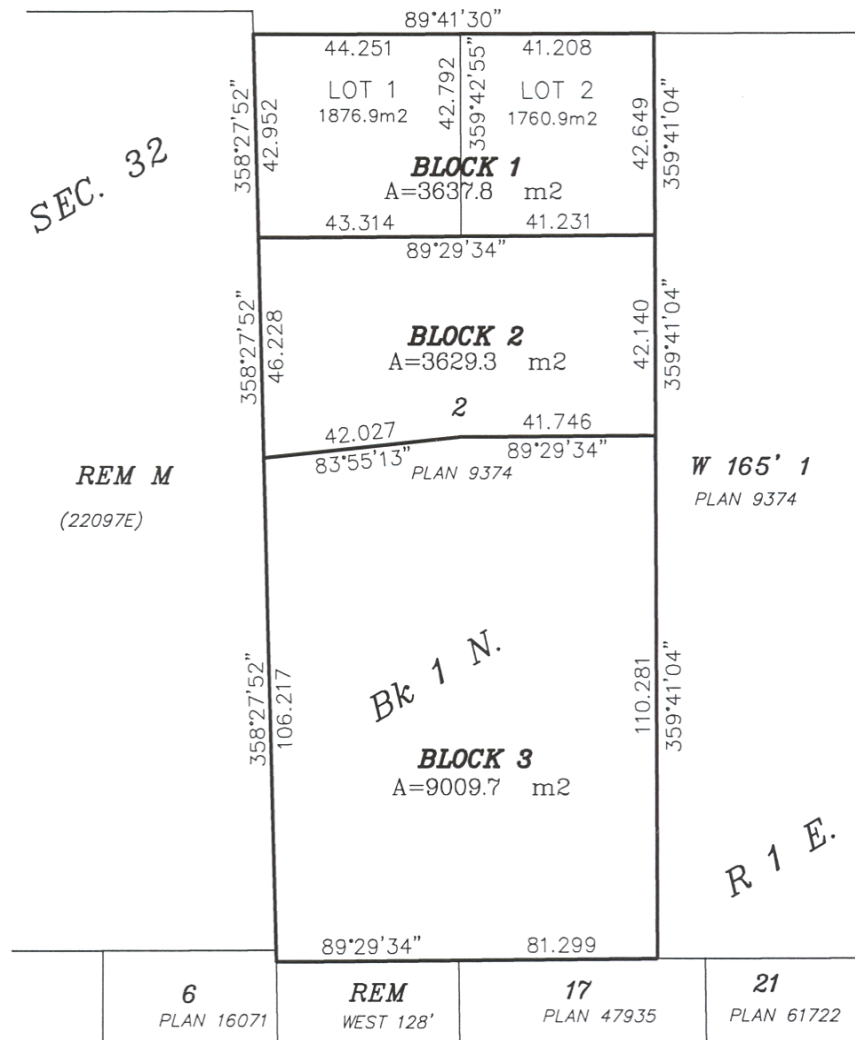 89°41'30"
44.251
41.208
LOT 1
1876.9m2
42.792
359°42'55"
LOT 2
1760.9m2
358°27'52"
42.952
42.649
359°41'04"
SEC. 32
BLOCK 1
A=3637.8 m2
43.314
41.231
89°29'34"
358°27'52"
46.228
BLOCK 2
A=3629.3 m2
42.140
359°41'04"
2
42.027
41.746
83°55'13"
PLAN 9374
89°29'34"
REM M
(22097E)
W 165' 1
PLAN 9374
Bk 1 N.
358°27'52"
106.217
110.281
359°41'04"
BLOCK 3
A=9009.7 m2
R 1 E.
89°29'34"
81.299
6
PLAN 16071
REM
WEST 128'
17
PLAN 47935
21
PLAN 61722